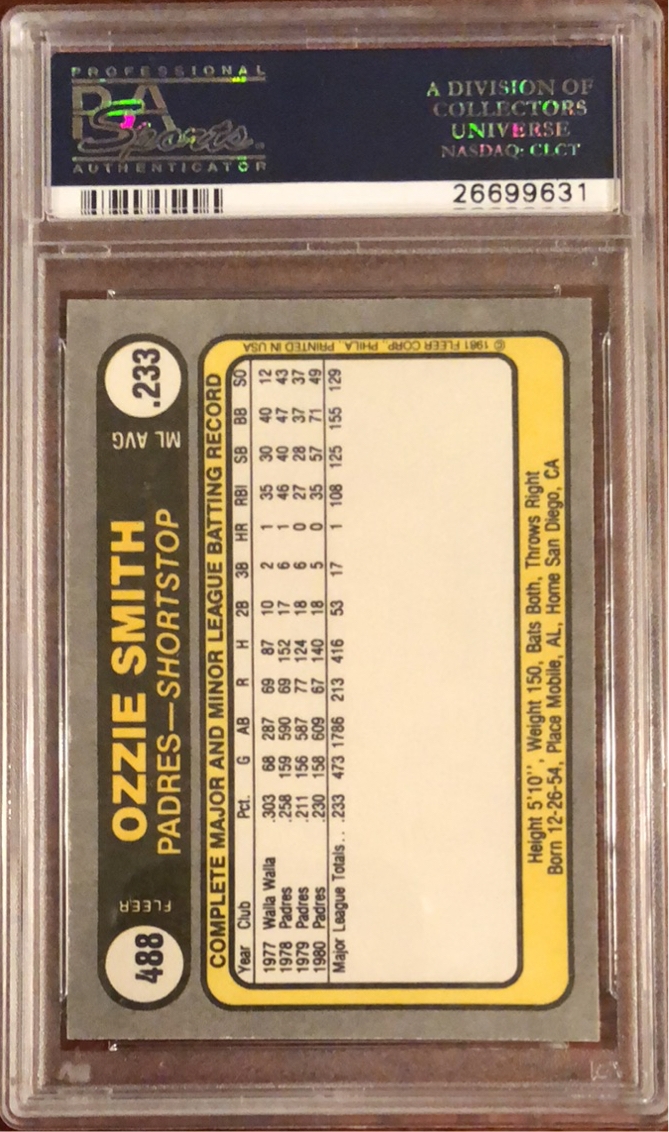 PROFESSIONAL
PSA
Sports.
AUTHENTICATOR
A DIVISION OF
COLLECTORS
UNIVERSE
NASDAQ: CLCT
26699631
488
FLEER
OZZIE SMITH
PADRES—SHORTSTOP
ML AVG
.233
COMPLETE MAJOR AND MINOR LEAGUE BATTING RECORD
Year Club Pct. G AB R H 2B 3B HR RBI SB BB SO
1977 Walla Walla .303 68 287 69 87 10 2 1 35 30 40 12
1978 Padres .258 159 590 69 152 17 6 1 46 40 47 43
1979 Padres .211 156 587 77 124 18 6 0 27 28 37 37
1980 Padres .230 158 609 67 140 18 5 0 35 57 71 49
Major League Totals.. .233 473 1786 213 416 53 17 1 108 125 155 129
Height 5'10", Weight 150, Bats Both, Throws Right
Born 12-26-54, Place Mobile, AL, Home San Diego, CA
© 1981 FLEER CORP., PHILA., PRINTED IN USA